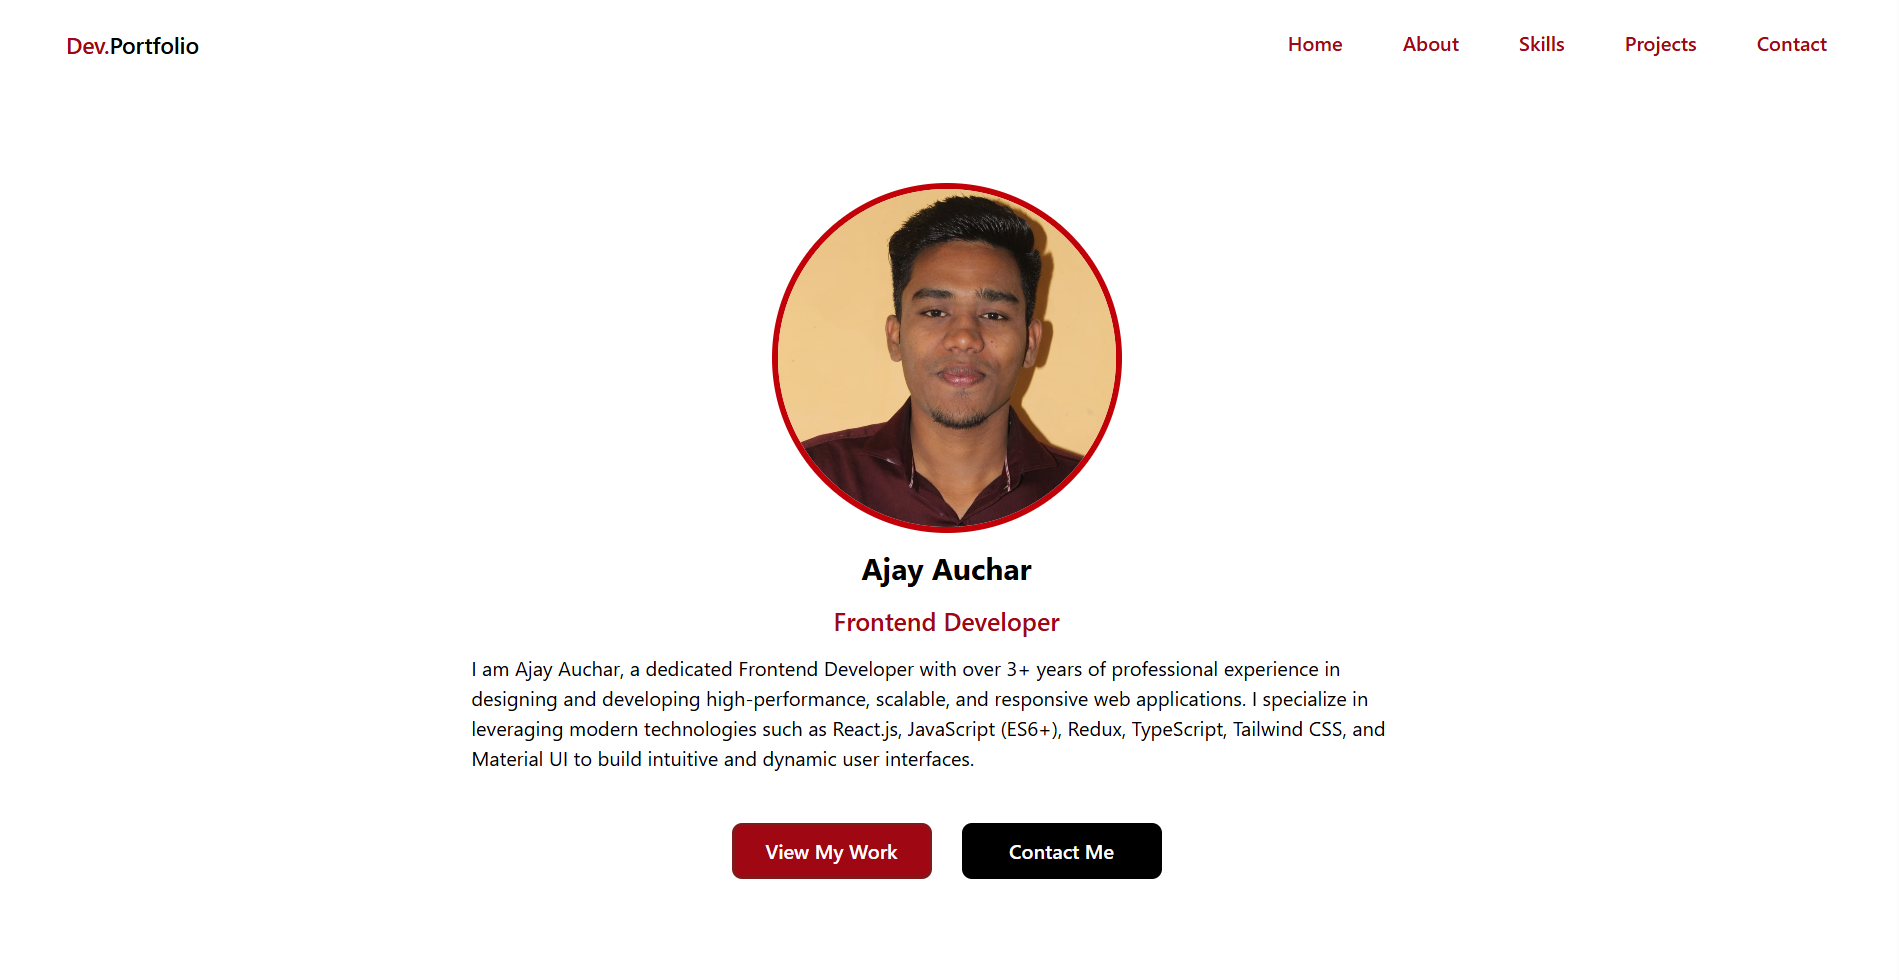 Dev.Portfolio
Home About Skills Projects Contact
Ajay Auchar
Frontend Developer
I am Ajay Auchar, a dedicated Frontend Developer with over 3+ years of professional experience in
designing and developing high-performance, scalable, and responsive web applications. I specialize in
leveraging modern technologies such as React.js, JavaScript (ES6+), Redux, TypeScript, Tailwind CSS, and
Material UI to build intuitive and dynamic user interfaces.
View My Work
Contact Me